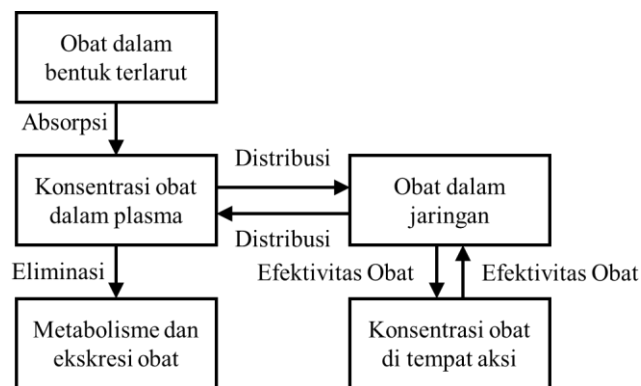 Obat dalam
bentuk terlarut
Absorpsi
Konsentrasi obat
dalam plasma
Distribusi
Distribusi
Obat dalam
jaringan
Eliminasi
Efektivitas Obat
Efektivitas Obat
Metabolisme dan
ekskresi obat
Konsentrasi obat
di tempat aksi